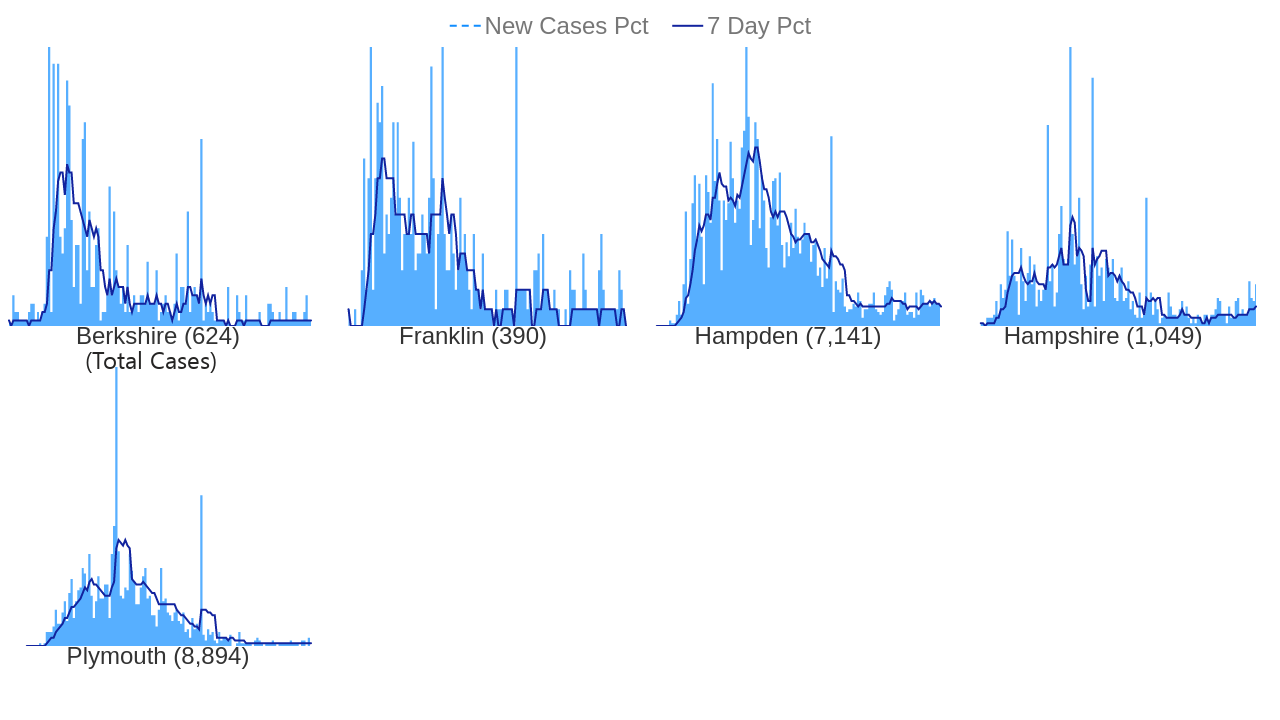 New Cases Pct 7 Day Pct
Berkshire (624)
(Total Cases)
Franklin (390)
Hampden (7,141)
Hampshire (1,049)
Plymouth (8,894)